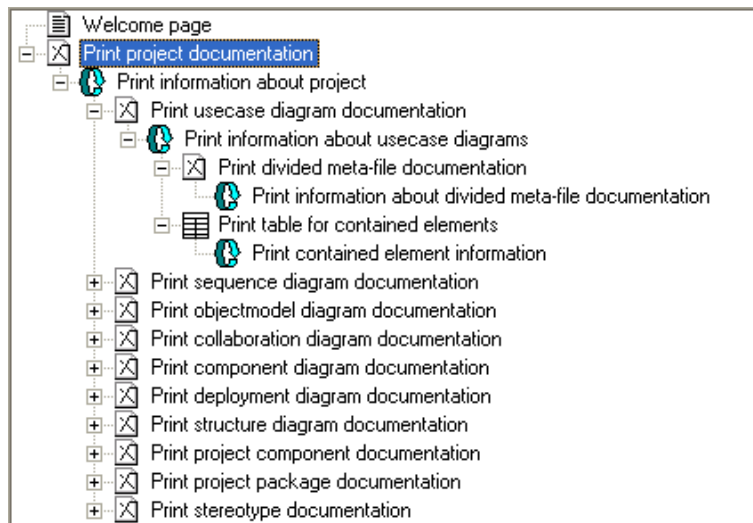 Welcome page
Print project documentation
Print information about project
Print usecase diagram documentation
Print information about usecase diagrams
Print divided meta-file documentation
Print information about divided meta-file documentation
Print table for contained elements
Print contained element information
Print sequence diagram documentation
Print objectmodel diagram documentation
Print collaboration diagram documentation
Print component diagram documentation
Print deployment diagram documentation
Print structure diagram documentation
Print project component documentation
Print project package documentation
Print stereotype documentation